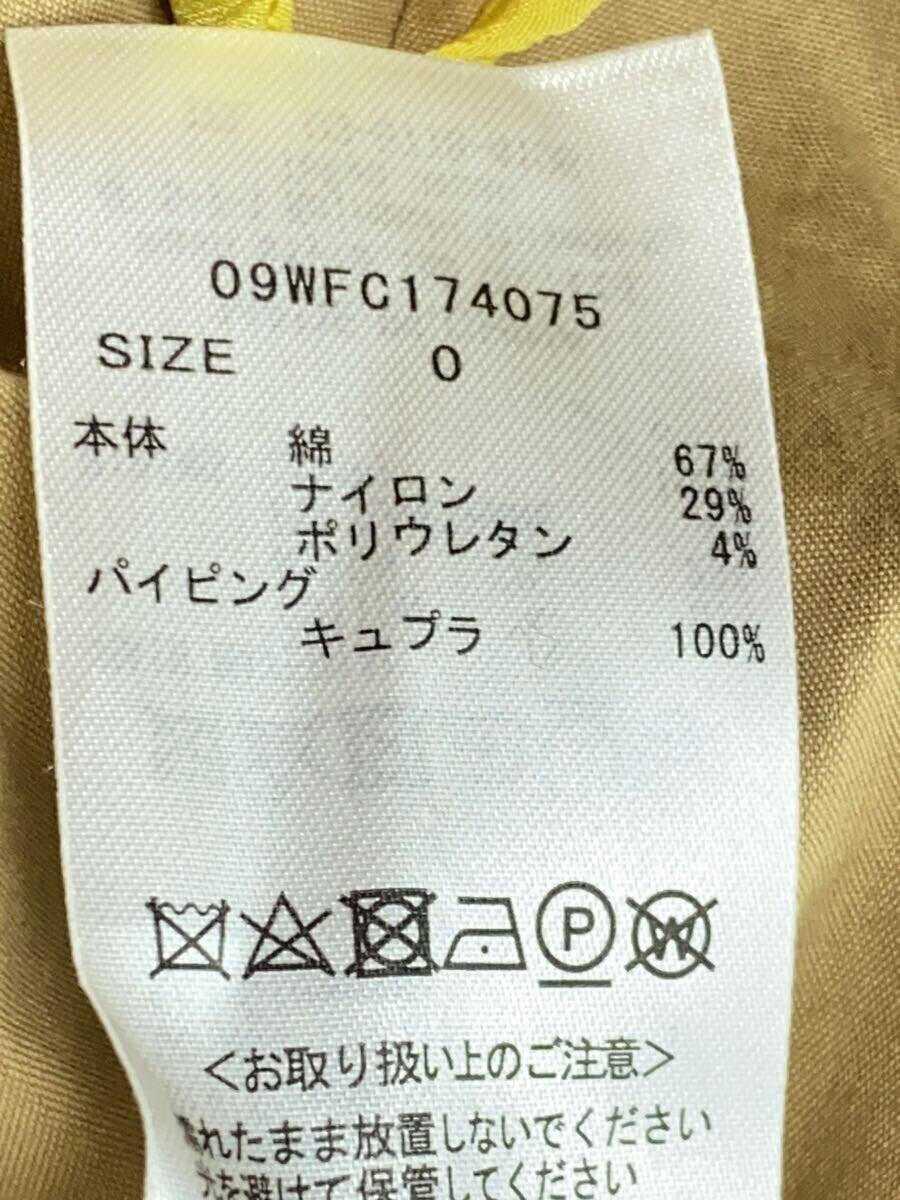 09WFC174075
SIZE 0
本体 綿 67%
ナイロン 29%
ポリウレタン 4%
パイピング
キュプラ 100%
P W
<お取り扱い上のご注意>
れたまま放置しないでください
を避けて保管してください